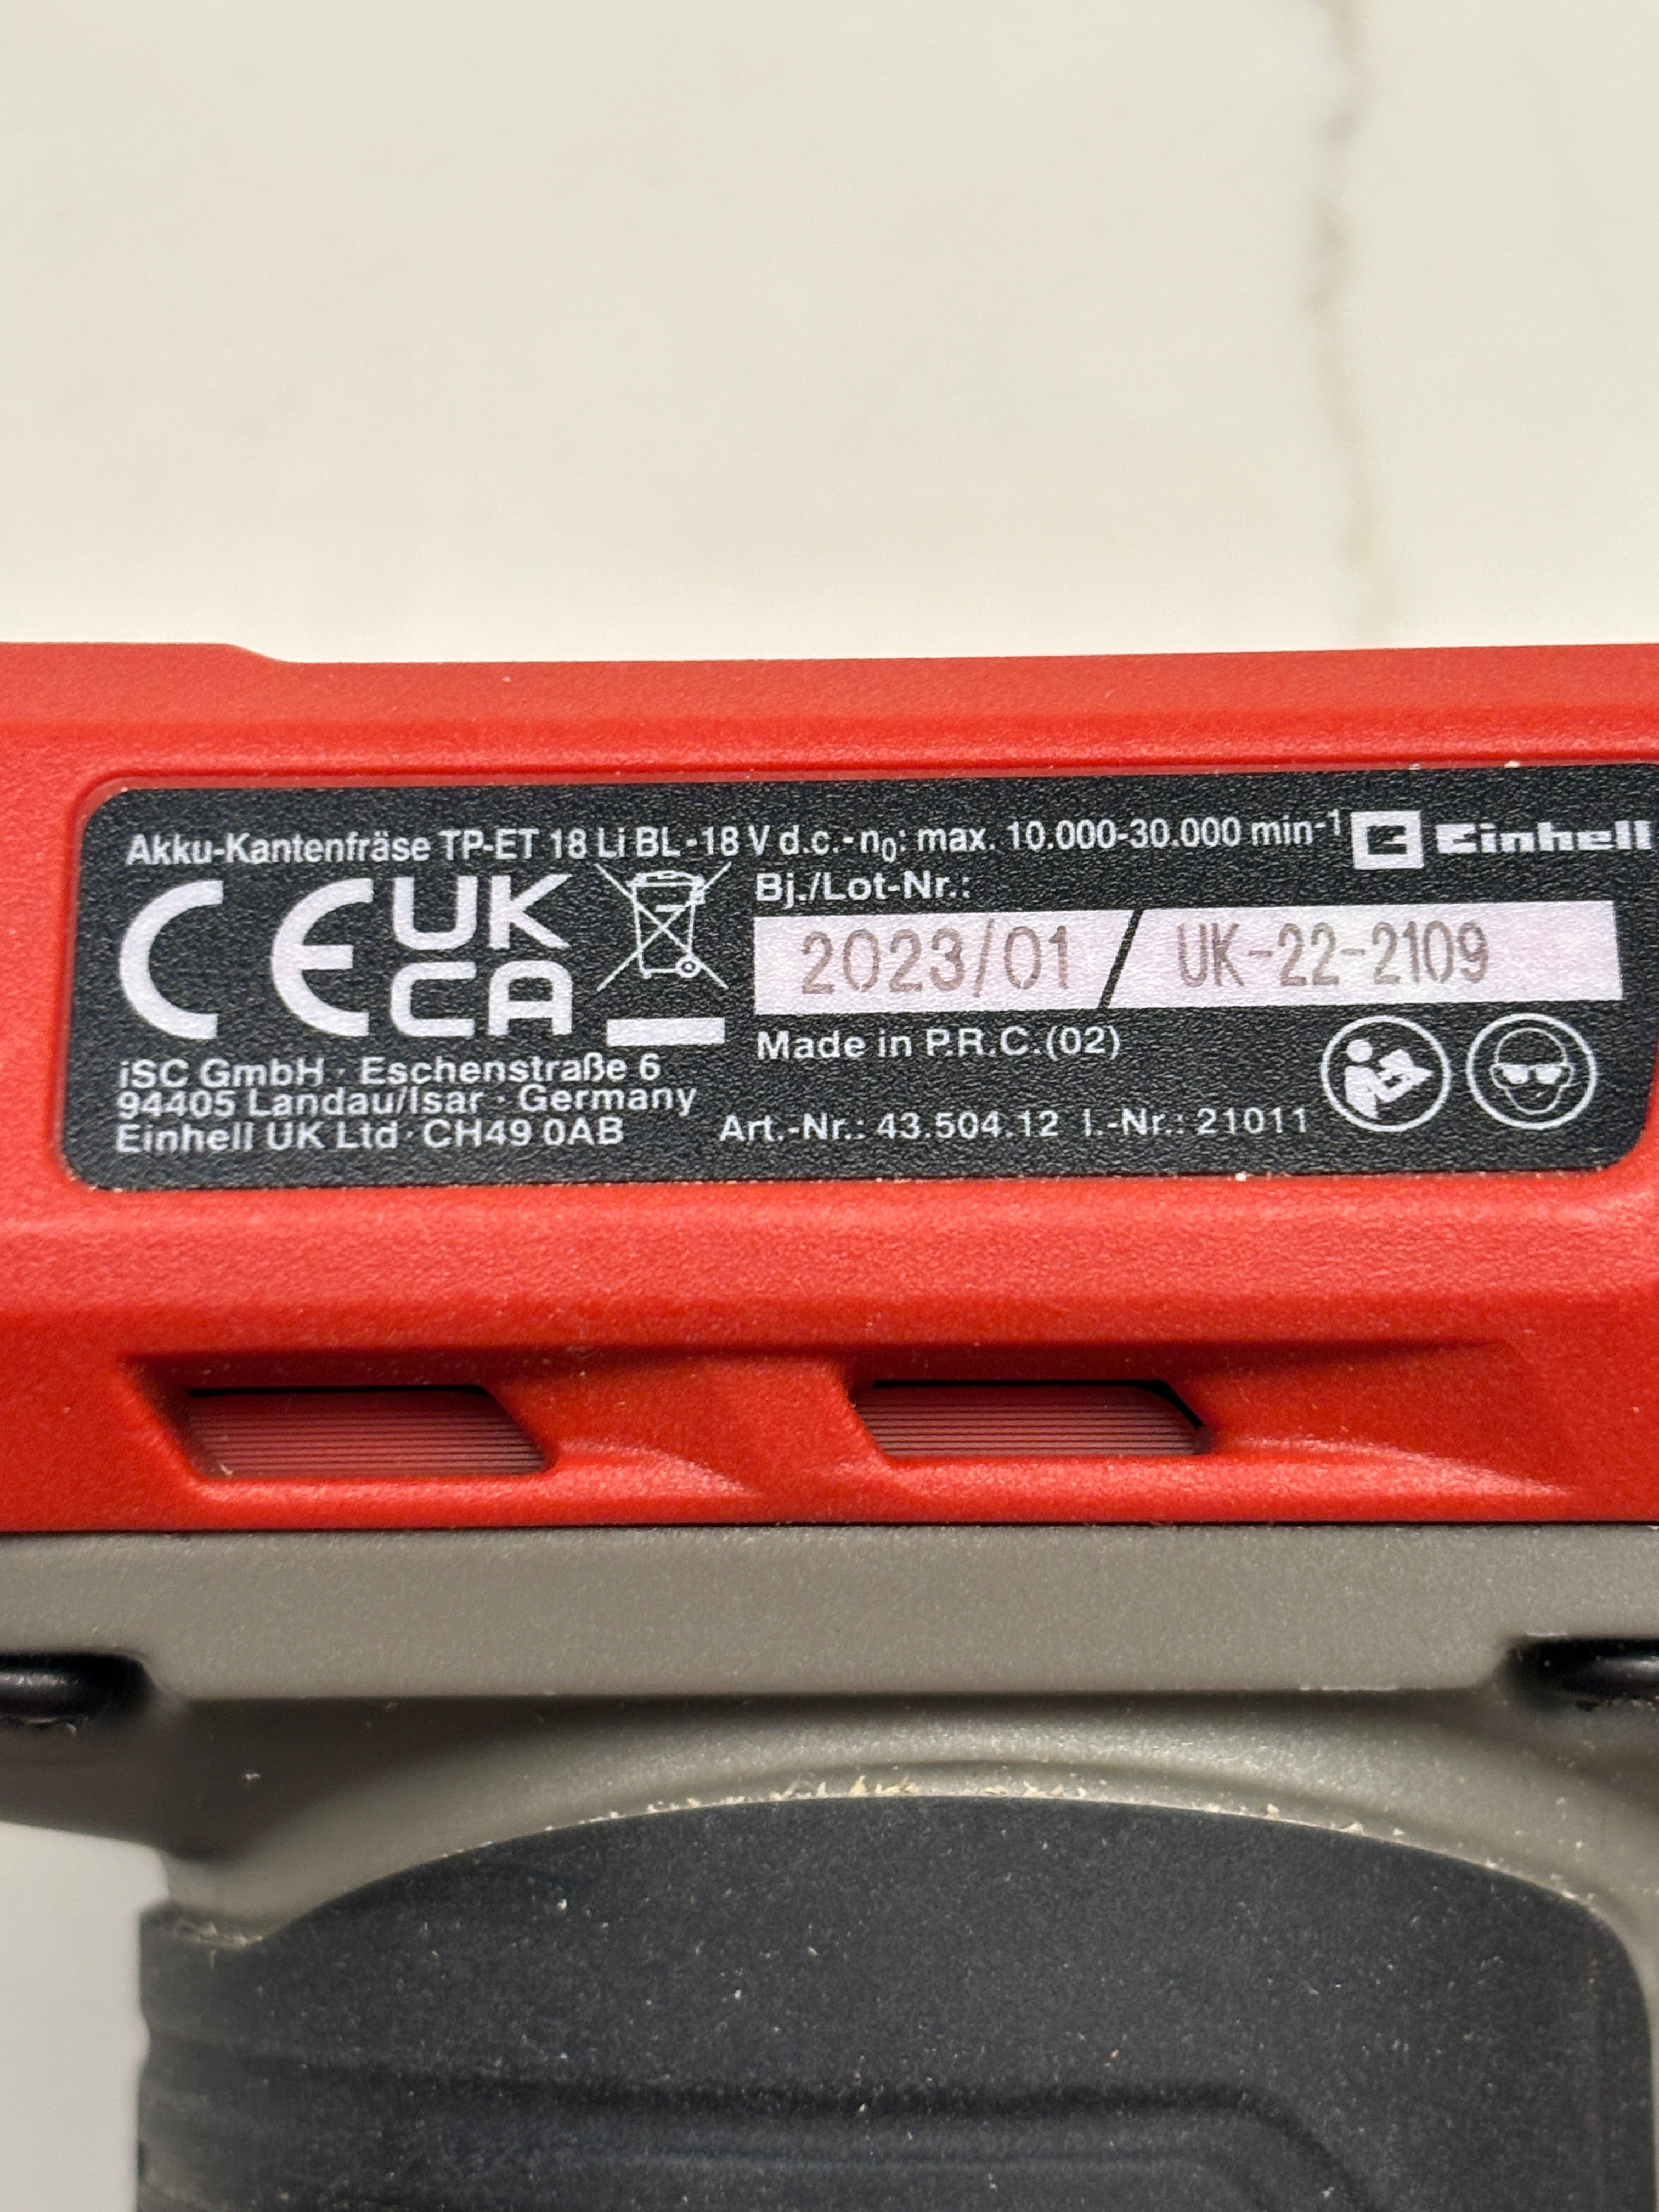 Akku-Kantenfräse TP-ET 18 Li BL - 18 V d.c. - n₀: max. 10.000-30.000 min⁻¹ Einhell
CE UK
CA
Bj./Lot-Nr.:
2023/01 / UK-22-2109
Made in P.R.C.(02)
iSC GmbH · Eschenstraße 6
94405 Landau/Isar · Germany
Einhell UK Ltd · CH49 0AB
Art.-Nr.: 43.504.12 I.-Nr.: 21011